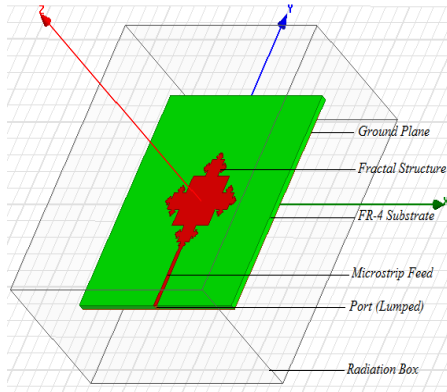 Z
Y
Ground Plane
Fractal Structure
X
FR-4 Substrate
Microstrip Feed
Port (Lumped)
Radiation Box